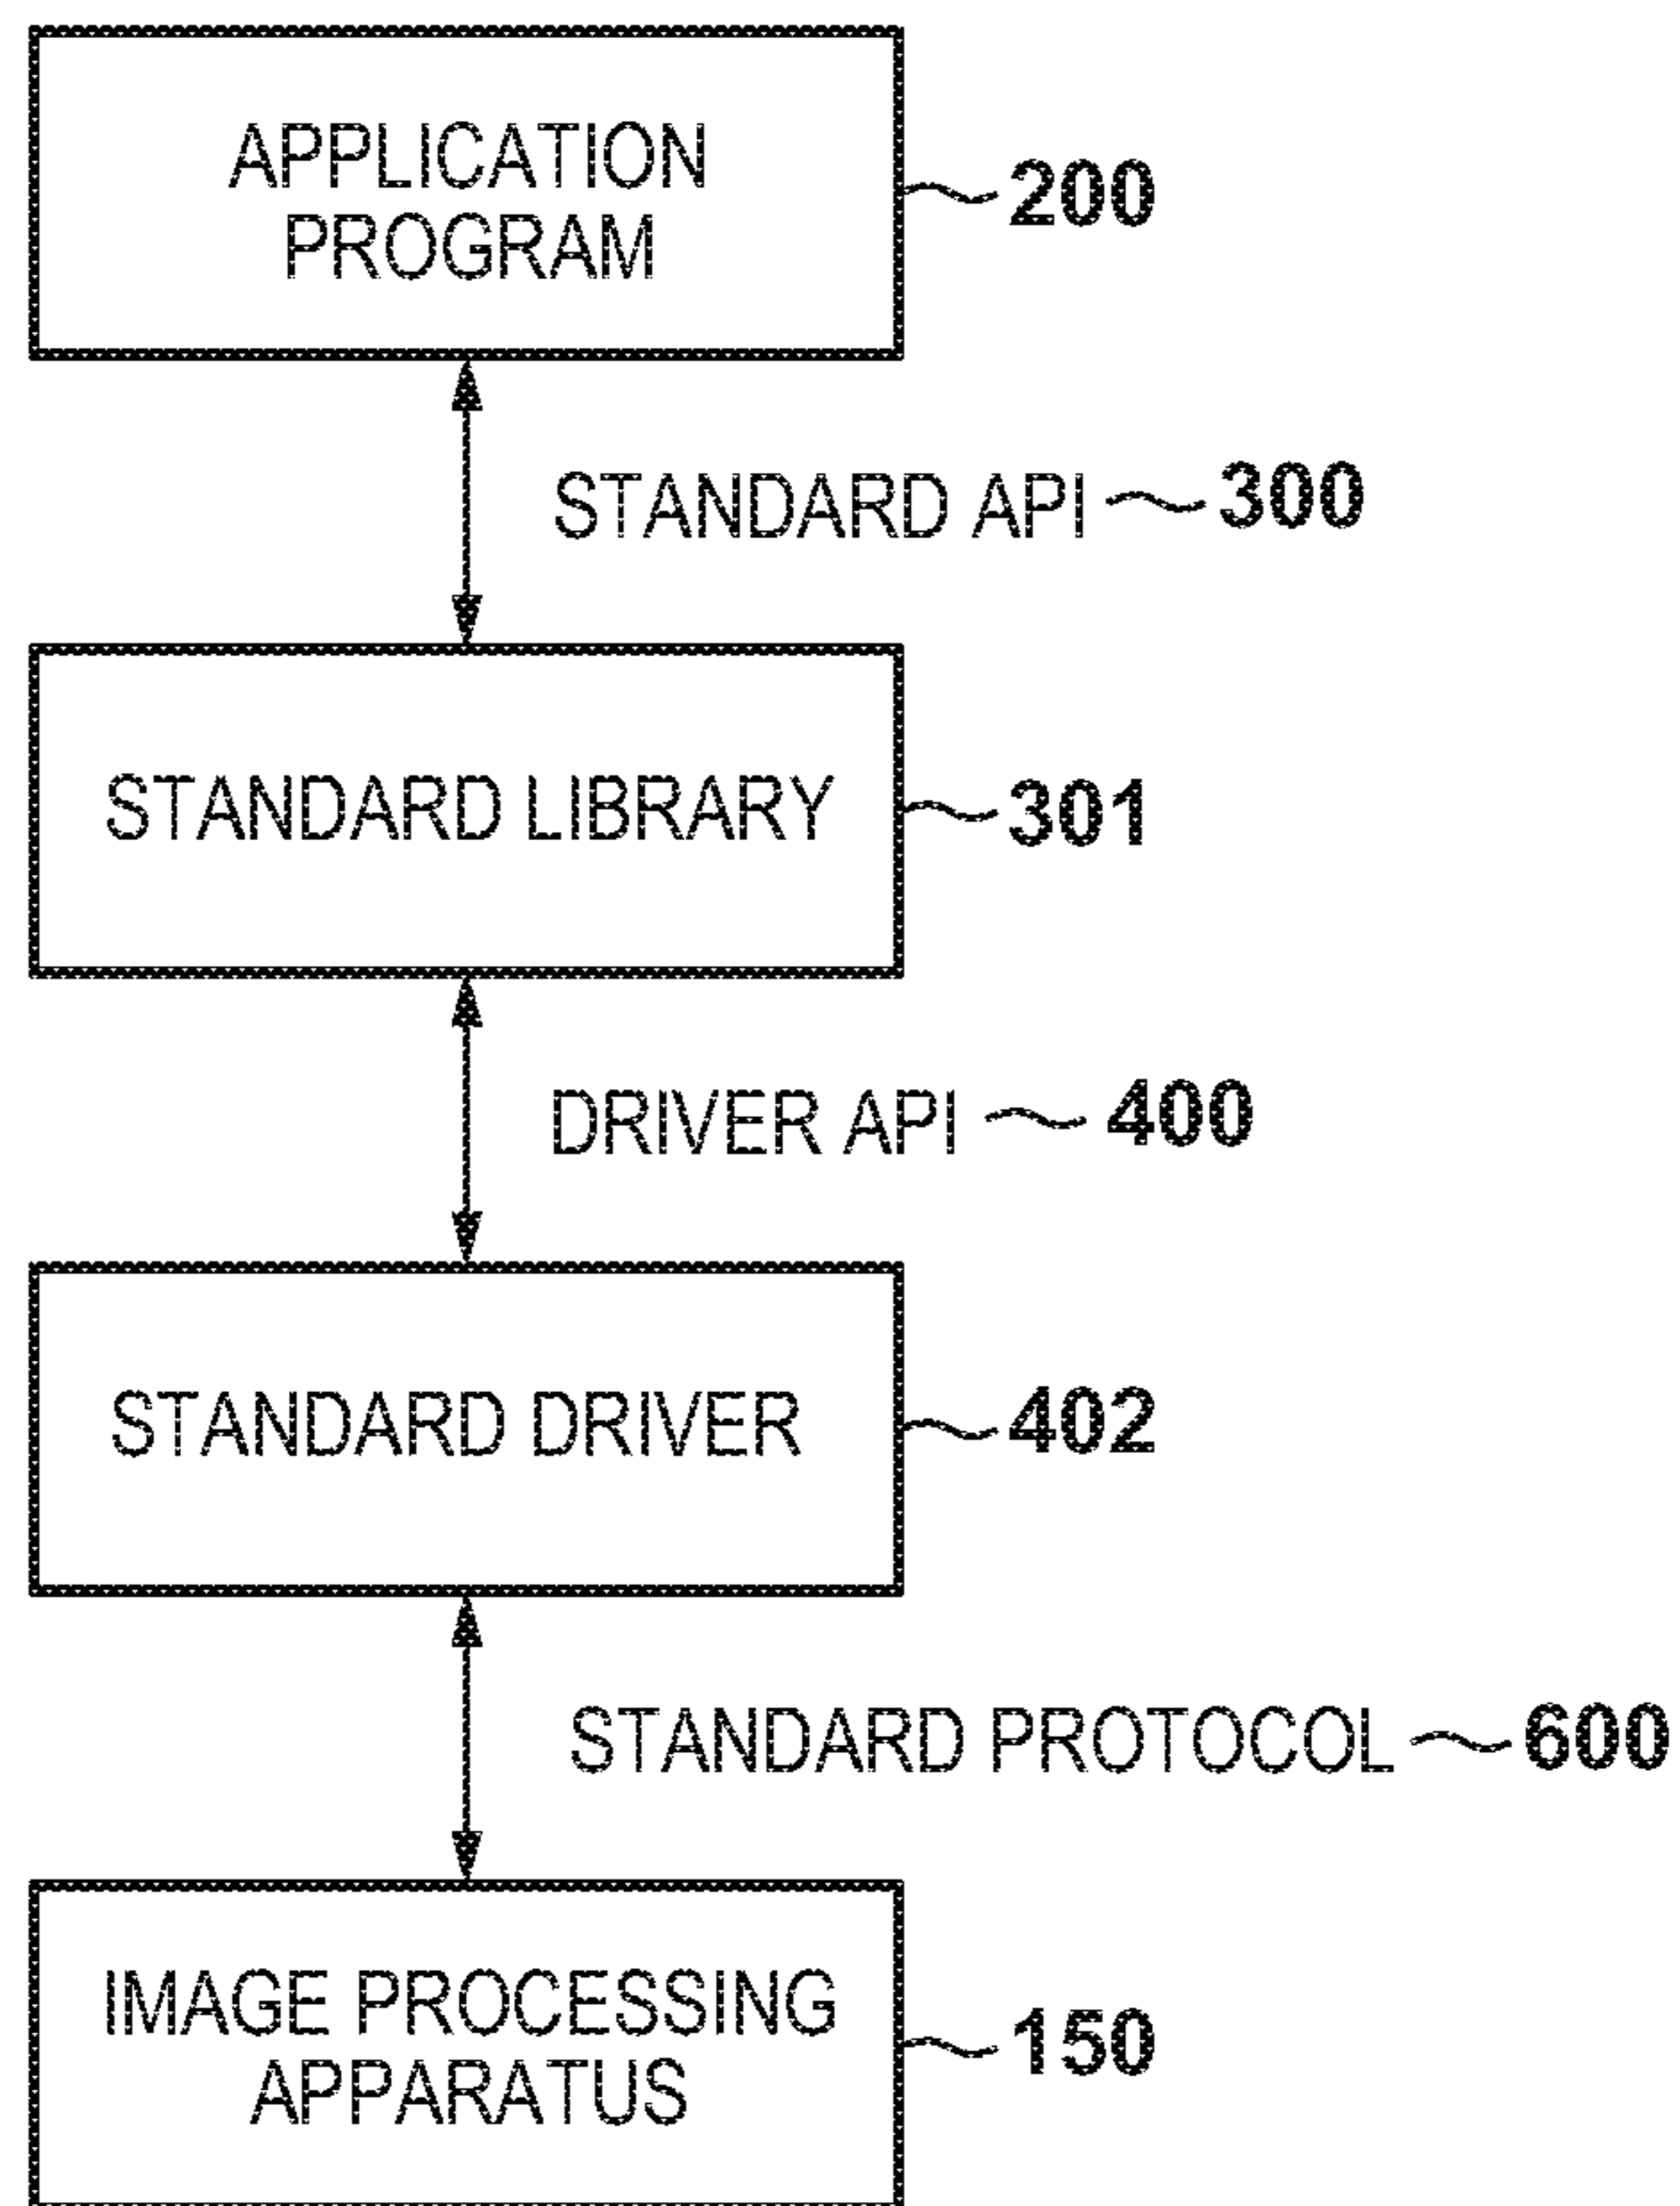 APPLICATION
PROGRAM
200
STANDARD API 300
STANDARD LIBRARY
301
DRIVER API 400
STANDARD DRIVER
402
STANDARD PROTOCOL 600
IMAGE PROCESSING
APPARATUS
150